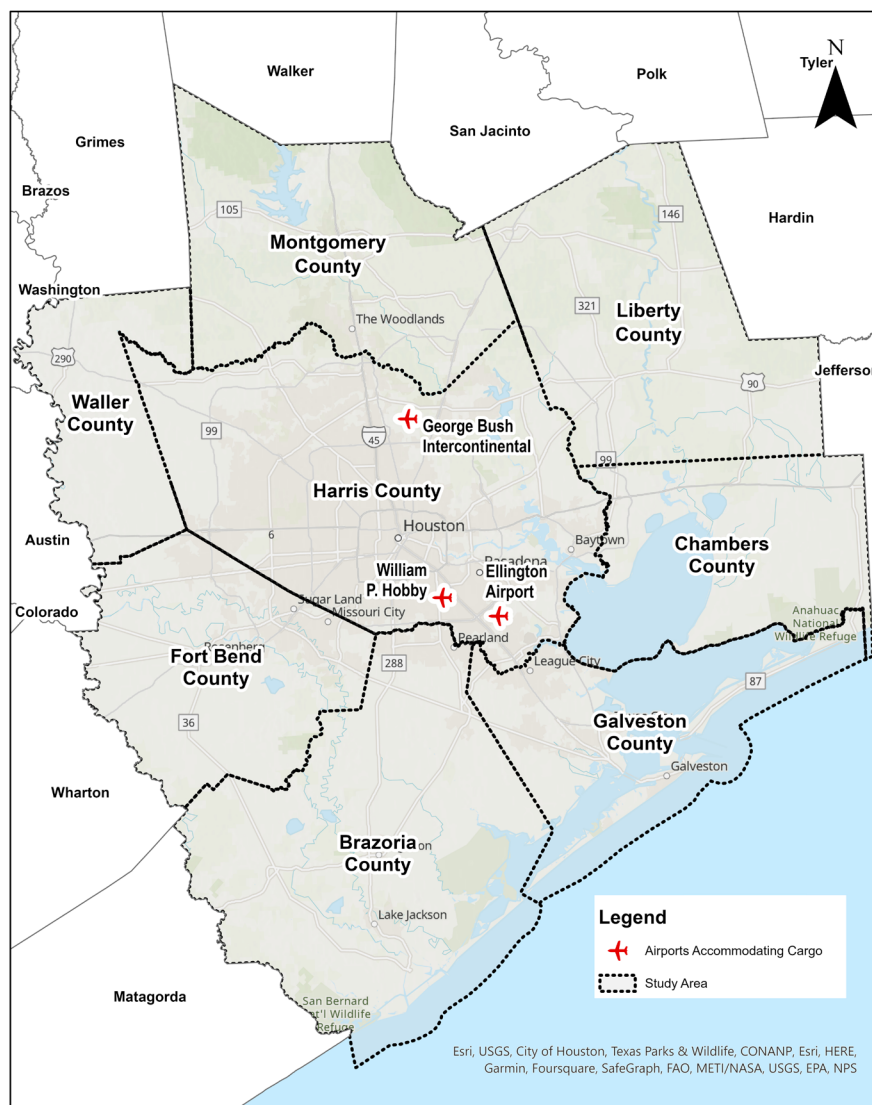 N
Walker
Polk
Tyler
San Jacinto
Grimes
Brazos
Hardin
105
146
Montgomery
County
Washington
321
Liberty
County
The Woodlands
290
90
Jefferson
Waller
County
George Bush
Intercontinental
99
45
99
Harris County
Houston
6
Baytown
Austin
Chambers
County
William
P. Hobby
Pasadena
Ellington
Airport
Colorado
Sugar Land
Missouri City
Anahuac
National
Wildlife Refuge
Pearland
Fort Bend
County
288
League City
87
36
Galveston
County
Galveston
Wharton
Brazoria
County
Lake Jackson
Legend
Airports Accommodating Cargo
Study Area
Matagorda
San Bernard
Nat'l Wildlife
Refuge
Esri, USGS, City of Houston, Texas Parks & Wildlife, CONANP, Esri, HERE,
Garmin, Foursquare, SafeGraph, FAO, METI/NASA, USGS, EPA, NPS